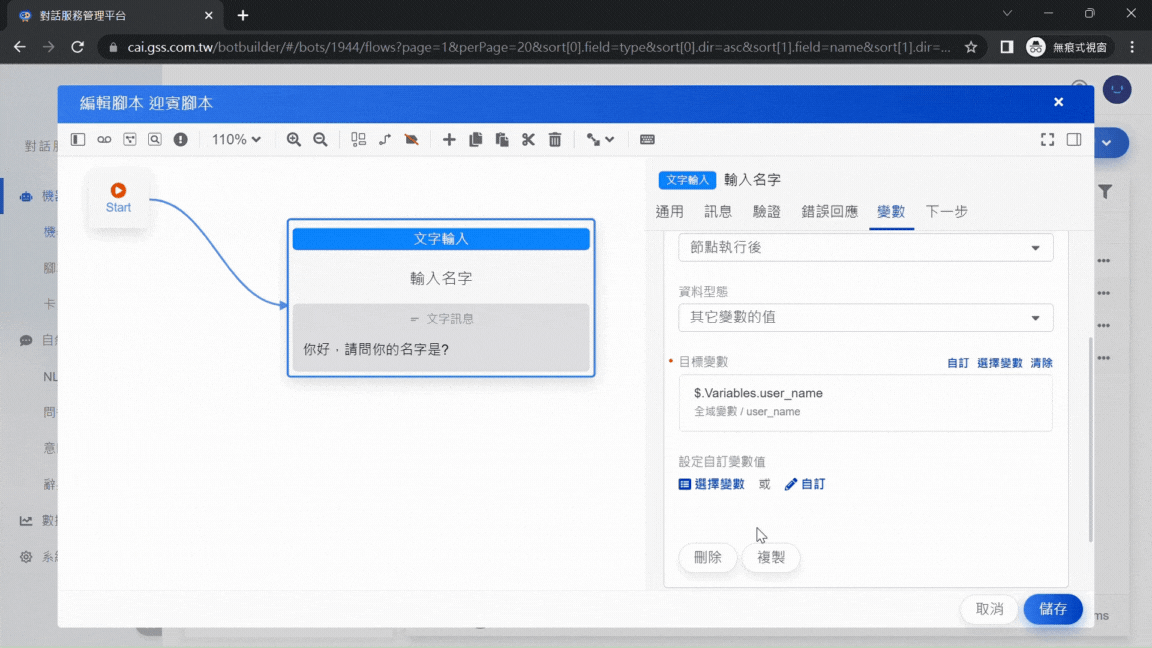 對話服務管理平台
cai.gss.com.tw/botbuilder/#/bots/1944/flows?page=1&perPage=20&sort[0].field=type&sort[0].dir=asc&sort[1].field=name&sort[1].dir=...
無痕式視窗
編輯腳本 迎賓腳本
110%
對話服
機
機
腳
卡
自
NL
問
意
辭
數
系
Start
文字輸入
輸入名字
文字訊息
你好，請問你的名字是?
文字輸入 輸入名字
通用 訊息 驗證 錯誤回應 變數 下一步
節點執行後
資料型態
其它變數的值
目標變數 自訂 選擇變數 清除
$.Variables.user_name
全域變數 / user_name
設定自訂變數值
選擇變數 或 自訂
刪除 複製
取消 儲存
ms